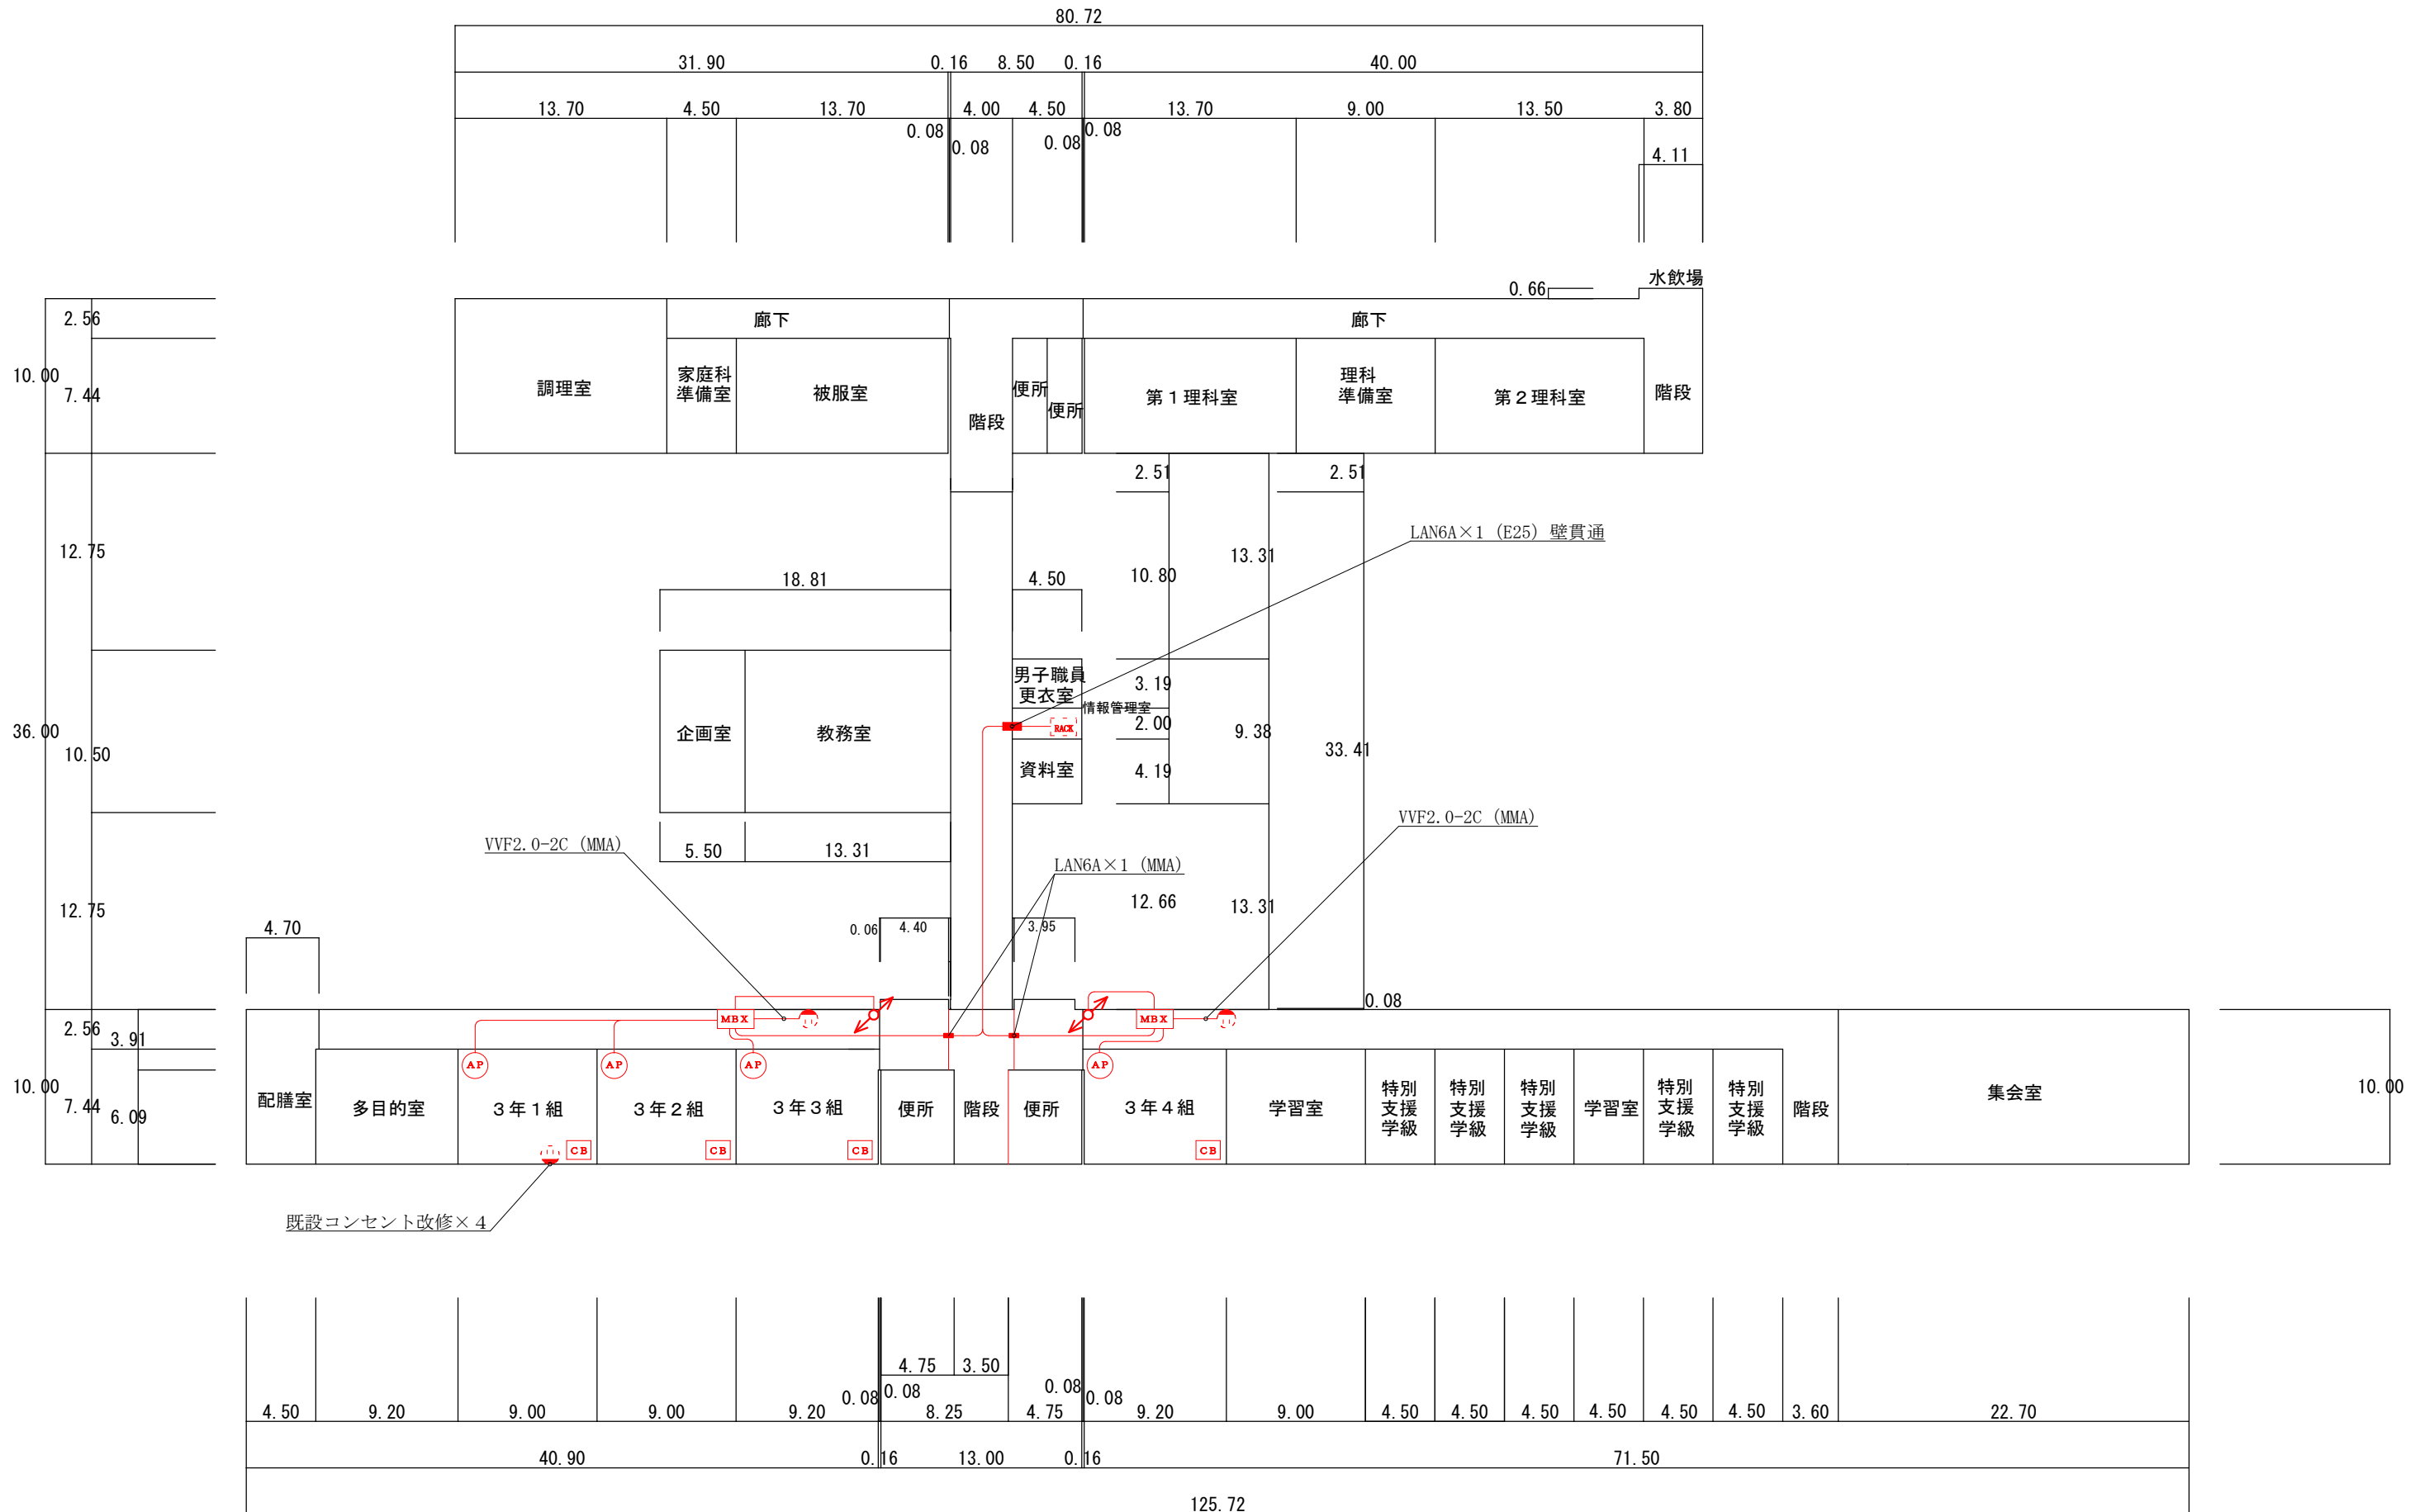 80.72
31.90 0.16 8.50 0.16 40.00
13.70 4.50 13.70 4.00 4.50 13.70 9.00 13.50 3.80
0.08 0.08 0.08 0.08
4.11
水飲場
0.66
2.56
廊下 廊下
10.00
7.44
調理室
家庭科
準備室
被服室
階段
便所
便所
第1理科室
理科
準備室
第2理科室
階段
2.51 2.51
LAN6A×1 (E25) 壁貫通
12.75
13.31
10.80
18.81 4.50
男子職員
更衣室
3.19
情報管理室
2.00
RACK
企画室 教務室
36.00
10.50
9.38
33.41
資料室
4.19
VVF2.0-2C (MMA)
VVF2.0-2C (MMA)
5.50 13.31
LAN6A×1 (MMA)
12.66
13.31
12.75
4.70
0.06 4.40 3.95
0.08
MBX MBX
2.56
3.91
AP AP AP AP
10.00
7.44
6.09
配膳室
多目的室
3年1組
3年2組
3年3組
便所
階段
便所
3年4組
学習室
特別
支援
学級
特別
支援
学級
特別
支援
学級
学習室
特別
支援
学級
特別
支援
学級
階段
集会室
10.00
CB CB CB CB
既設コンセント改修×4
4.75 3.50
0.08 0.08 0.08 0.08
4.50 9.20 9.00 9.00 9.20 8.25 4.75 9.20 9.00 4.50 4.50 4.50 4.50 4.50 4.50 3.60 22.70
40.90 0.16 13.00 0.16 71.50
125.72